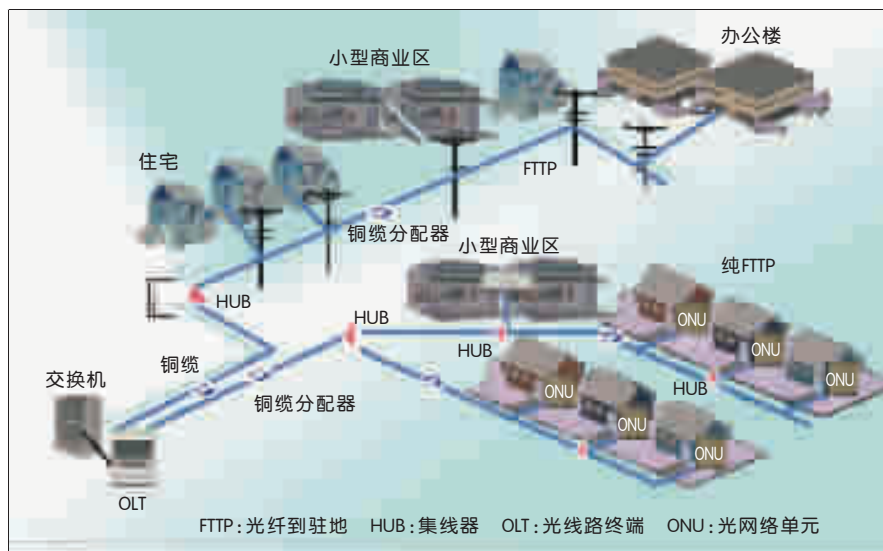 办公楼
小型商业区
住宅
FTTP
铜缆分配器
小型商业区
纯FTTP
HUB
HUB
ONU
HUB
ONU
铜缆
交换机
铜缆分配器
ONU
HUB
ONU
ONU
ONU
OLT
FTTP:光纤到驻地 HUB:集线器 OLT:光线路终端 ONU:光网络单元